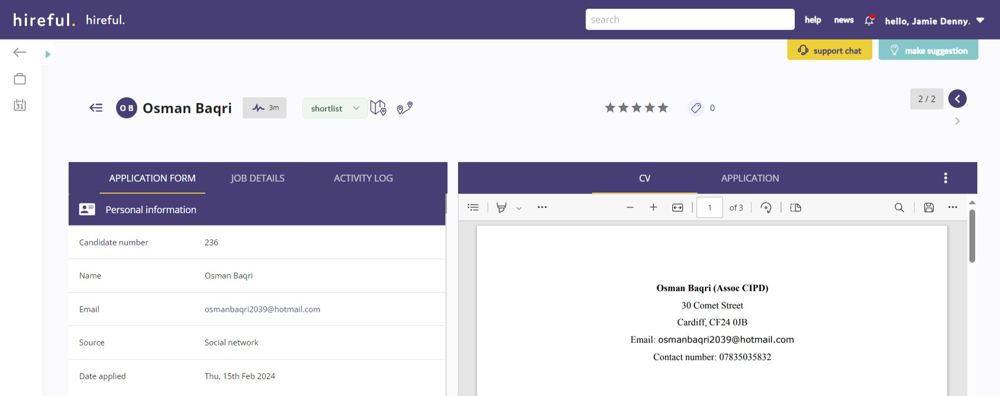 hireful. hireful.
search
help news hello, Jamie Denny.
support chat make suggestion
31
O B Osman Baqri 3m shortlist 0 2 / 2
APPLICATION FORM JOB DETAILS ACTIVITY LOG
CV APPLICATION
Personal information
1 of 3
Candidate number 236
Name Osman Baqri
Email osmanbaqri2039@hotmail.com
Source Social network
Date applied Thu, 15th Feb 2024
Osman Baqri (Assoc CIPD)
30 Comet Street
Cardiff, CF24 0JB
Email: osmanbaqri2039@hotmail.com
Contact number: 07835035832